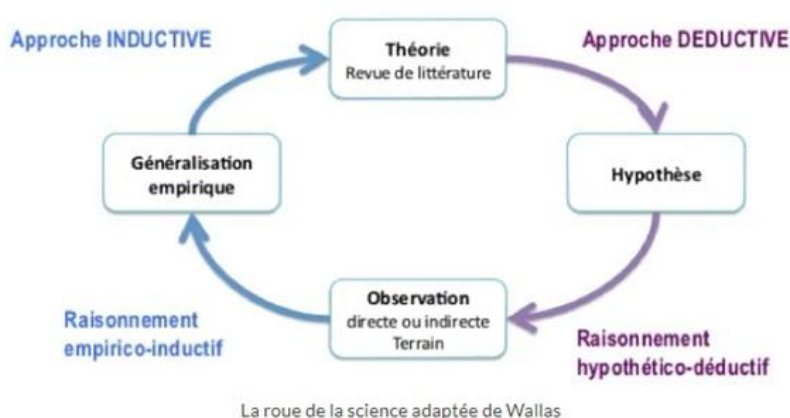 Approche INDUCTIVE
Théorie
Revue de littérature
Approche DEDUCTIVE
Généralisation
empirique
Hypothèse
Observation
directe ou indirecte
Terrain
Raisonnement
empirico-inductif
Raisonnement
hypothético-déductif
La roue de la science adaptée de Wallas